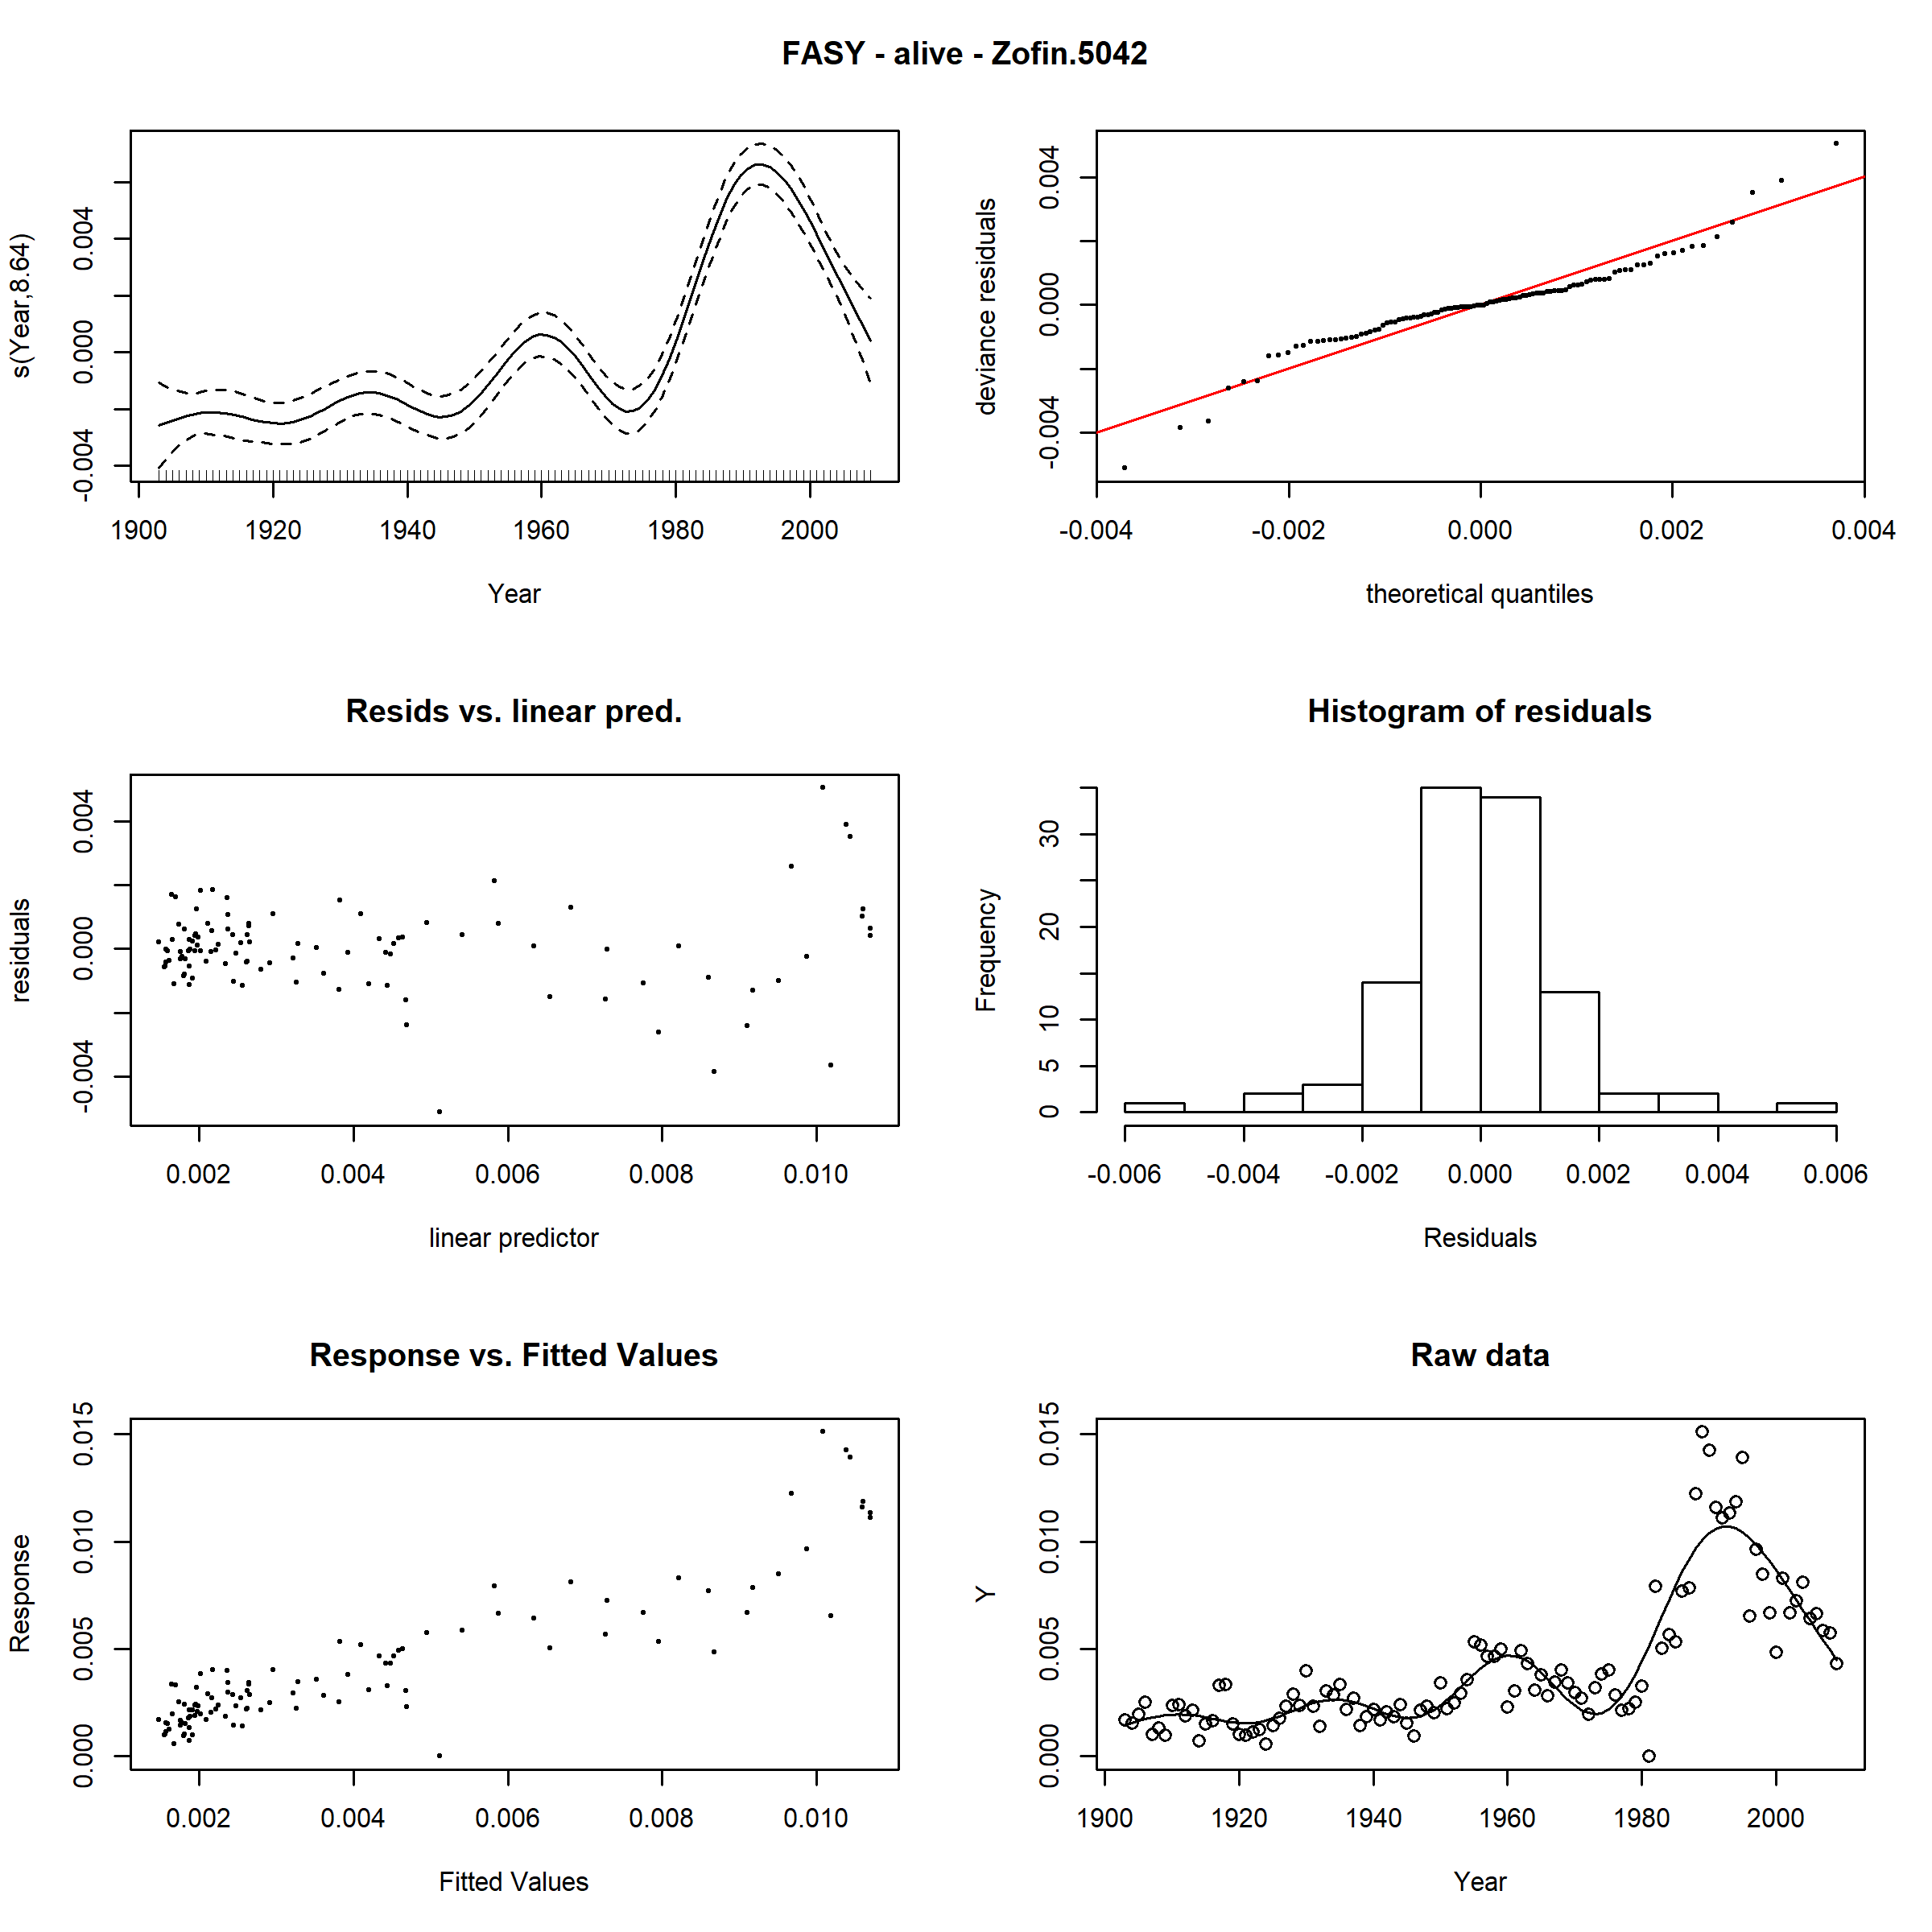 FASY - alive - Zofin.5042
s(Year,8.64)
-0.004 0.000 0.004
1900 1920 1940 1960 1980 2000
Year
deviance residuals
-0.004 0.000 0.004
-0.004 -0.002 0.000 0.002 0.004
theoretical quantiles
Resids vs. linear pred.
residuals
-0.004 0.000 0.004
0.002 0.004 0.006 0.008 0.010
linear predictor
Histogram of residuals
Frequency
0 5 10 20 30
-0.006 -0.004 -0.002 0.000 0.002 0.004 0.006
Residuals
Response vs. Fitted Values
Response
0.000 0.005 0.010 0.015
0.002 0.004 0.006 0.008 0.010
Fitted Values
Raw data
Y
0.000 0.005 0.010 0.015
1900 1920 1940 1960 1980 2000
Year